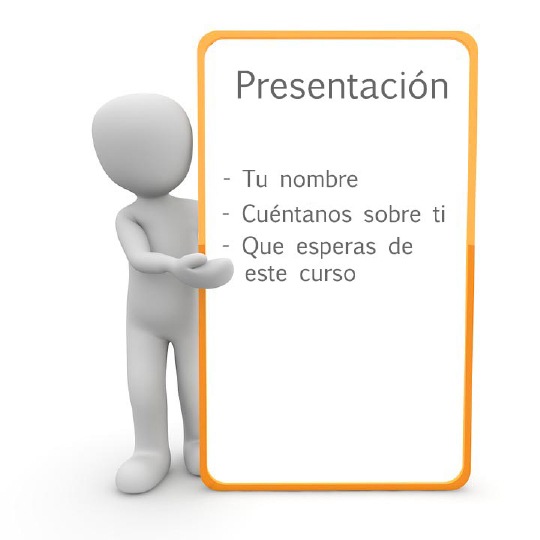 Presentación
- Tu nombre
- Cuéntanos sobre ti
- Que esperas de
este curso